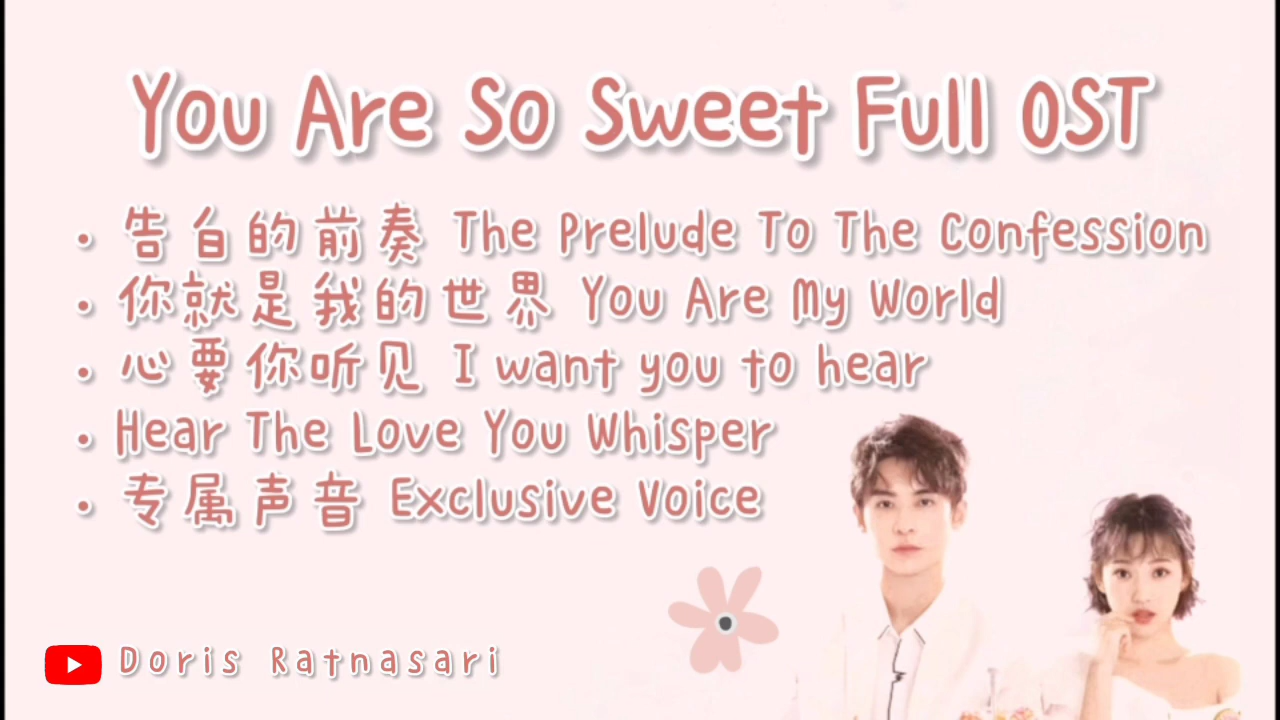 You Are So Sweet Full OST
• 告白的前奏 The Prelude To The Confession
• 你就是我的世界 You Are My World
• 心要你听见 I want you to hear
• Hear The Love You Whisper
• 专属声音 Exclusive Voice
Doris Ratnasari